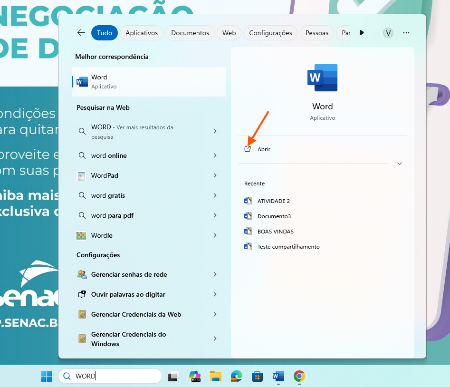 NEGOCIAÇÃO
DE D
ondições
ara quitar
proveite e
om suas p
aiba mais
xclusiva d
Senac
P.SENAC.B
Tudo Aplicativos Documentos Web Configurações Pessoas Pa V ...
Melhor correspondência
Word
Aplicativo
Pesquisar na Web
WORD - Ver mais resultados da
pesquisa
word online
WordPad
word gratis
word para pdf
Wordle
Configurações
Gerenciar senhas de rede
Ouvir palavras ao digitar
Gerenciar Credenciais da Web
Gerenciar Credenciais do
Windows
Word
Aplicativo
Abrir
Recente
ATIVIDADE 2
Documento3
BOAS VINDAS
Teste compartilhamento
WORD